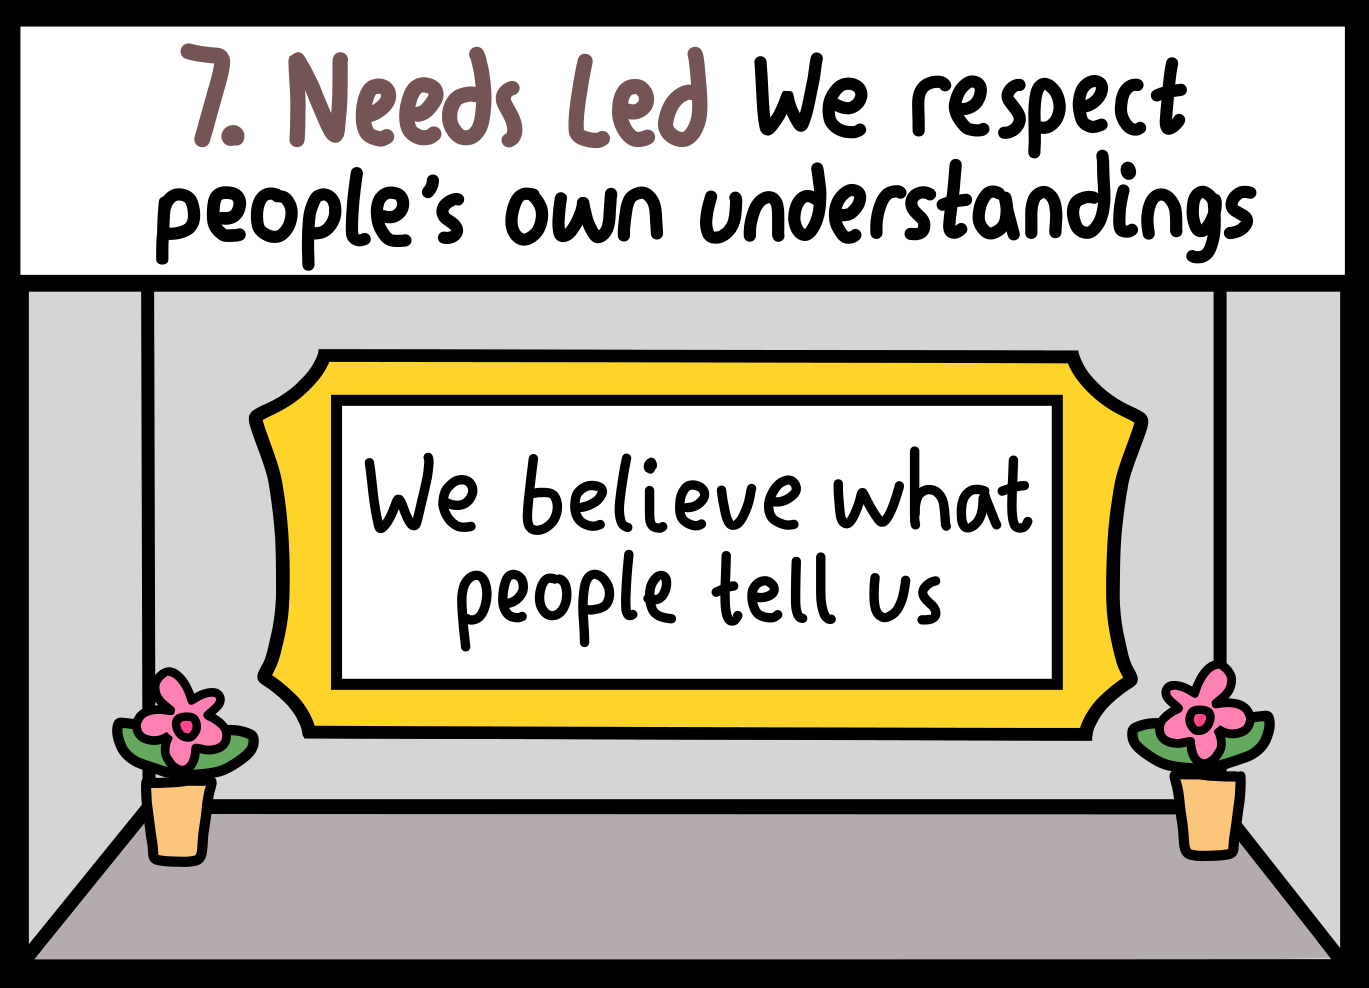 7. Needs Led We respect
people's own understandings
We believe what
people tell us